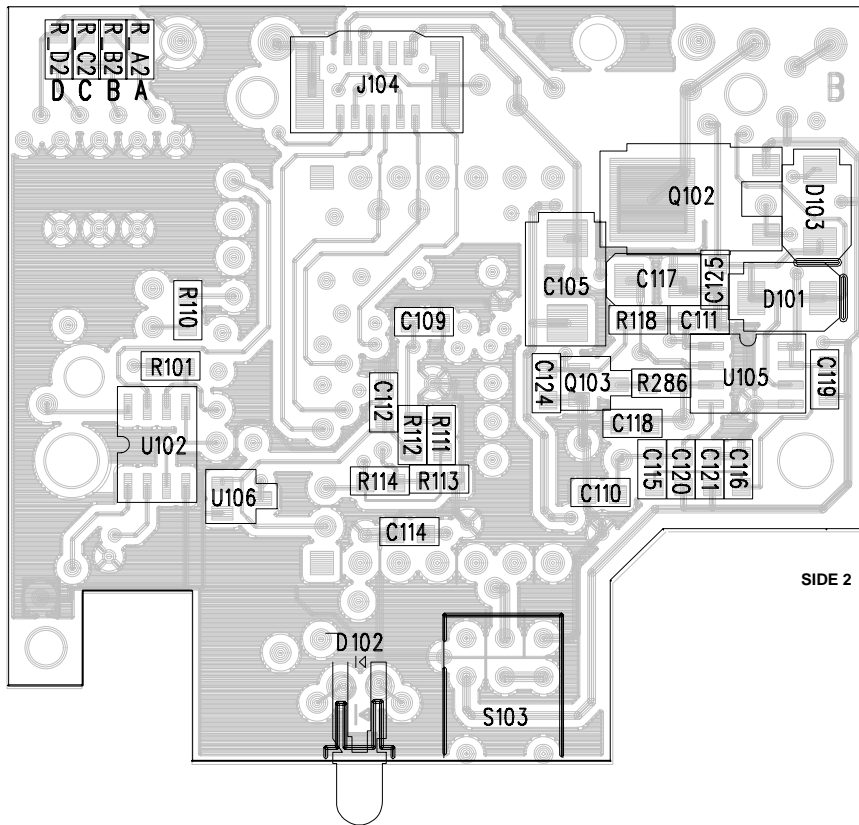 R_D2
R_C2
R_B2
R_A2
D
C
B
A
J104
B
Q102
D103
C105
C117
C125
D101
R110
C109
R118
C111
R101
C124
Q103
R286
U105
C119
C112
R112
R111
C118
U102
C115
C120
C121
C116
U106
R114
R113
C110
C114
SIDE 2
D102
S103